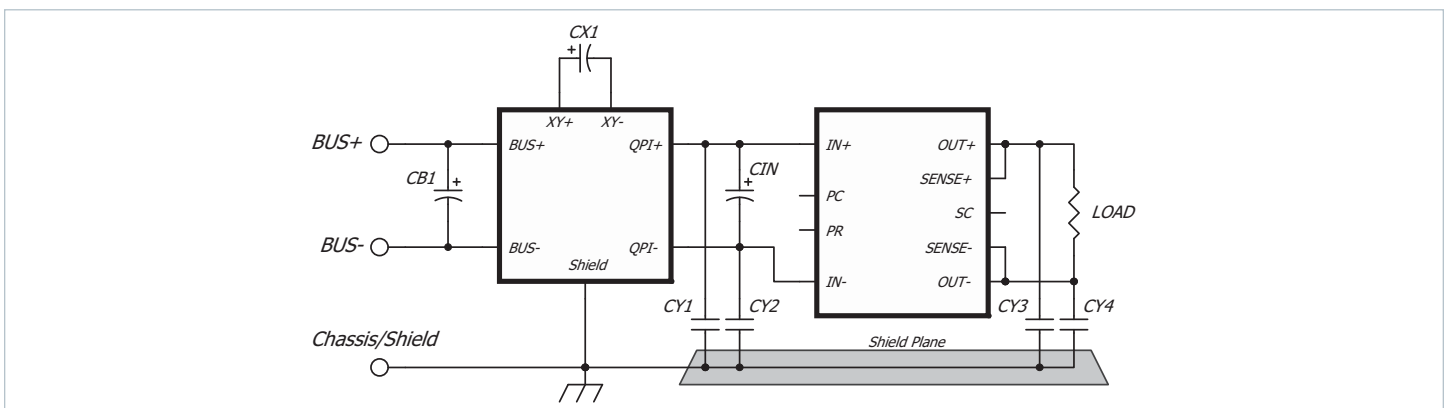 CX1
+
XY+ XY-
BUS+
BUS+ QPI+
IN+ OUT+
CB1
+
CIN
+
SENSE+
PC
SC
LOAD
PR
BUS-
BUS- QPI-
SENSE-
Shield
IN- OUT-
CY1 CY2
CY3 CY4
Chassis/Shield
Shield Plane